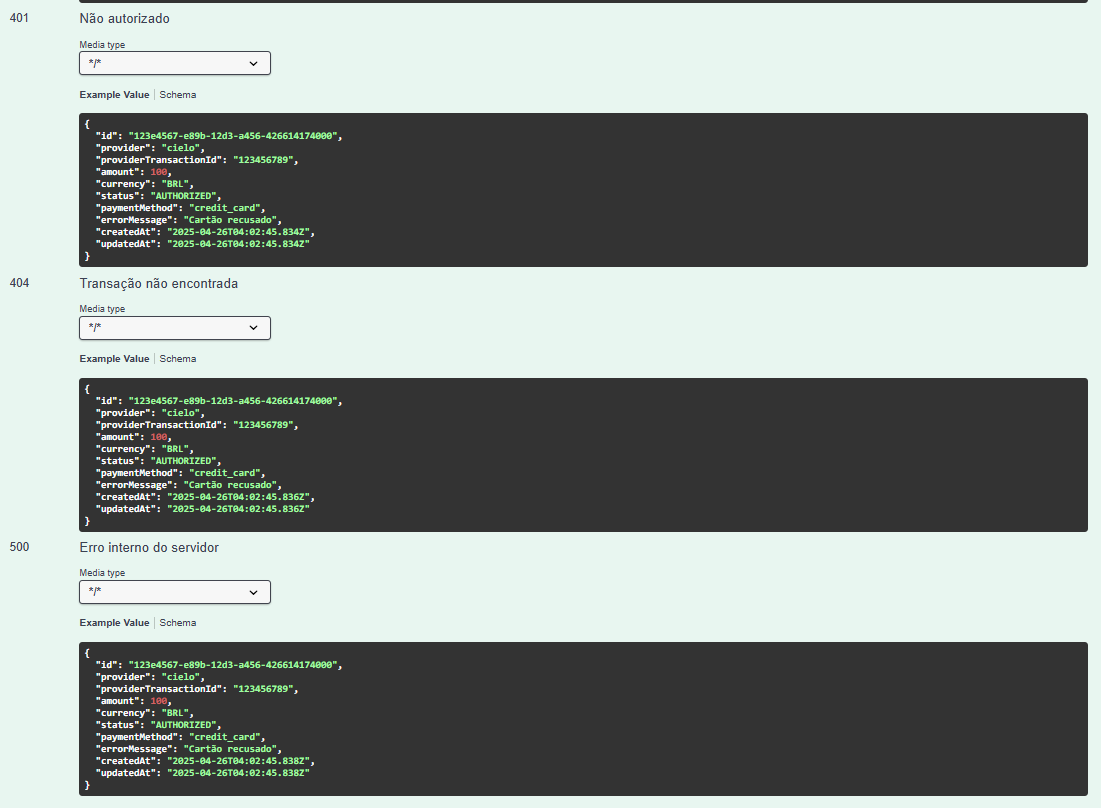 401 Não autorizado
Media type
*/*
Example Value | Schema
{
  "id": "123e4567-e89b-12d3-a456-426614174000",
  "provider": "cielo",
  "providerTransactionId": "123456789",
  "amount": 100,
  "currency": "BRL",
  "status": "AUTHORIZED",
  "paymentMethod": "credit_card",
  "errorMessage": "Cartão recusado",
  "createdAt": "2025-04-26T04:02:45.834Z",
  "updatedAt": "2025-04-26T04:02:45.834Z"
}
404 Transação não encontrada
Media type
*/*
Example Value | Schema
{
  "id": "123e4567-e89b-12d3-a456-426614174000",
  "provider": "cielo",
  "providerTransactionId": "123456789",
  "amount": 100,
  "currency": "BRL",
  "status": "AUTHORIZED",
  "paymentMethod": "credit_card",
  "errorMessage": "Cartão recusado",
  "createdAt": "2025-04-26T04:02:45.836Z",
  "updatedAt": "2025-04-26T04:02:45.836Z"
}
500 Erro interno do servidor
Media type
*/*
Example Value | Schema
{
  "id": "123e4567-e89b-12d3-a456-426614174000",
  "provider": "cielo",
  "providerTransactionId": "123456789",
  "amount": 100,
  "currency": "BRL",
  "status": "AUTHORIZED",
  "paymentMethod": "credit_card",
  "errorMessage": "Cartão recusado",
  "createdAt": "2025-04-26T04:02:45.838Z",
  "updatedAt": "2025-04-26T04:02:45.838Z"
}